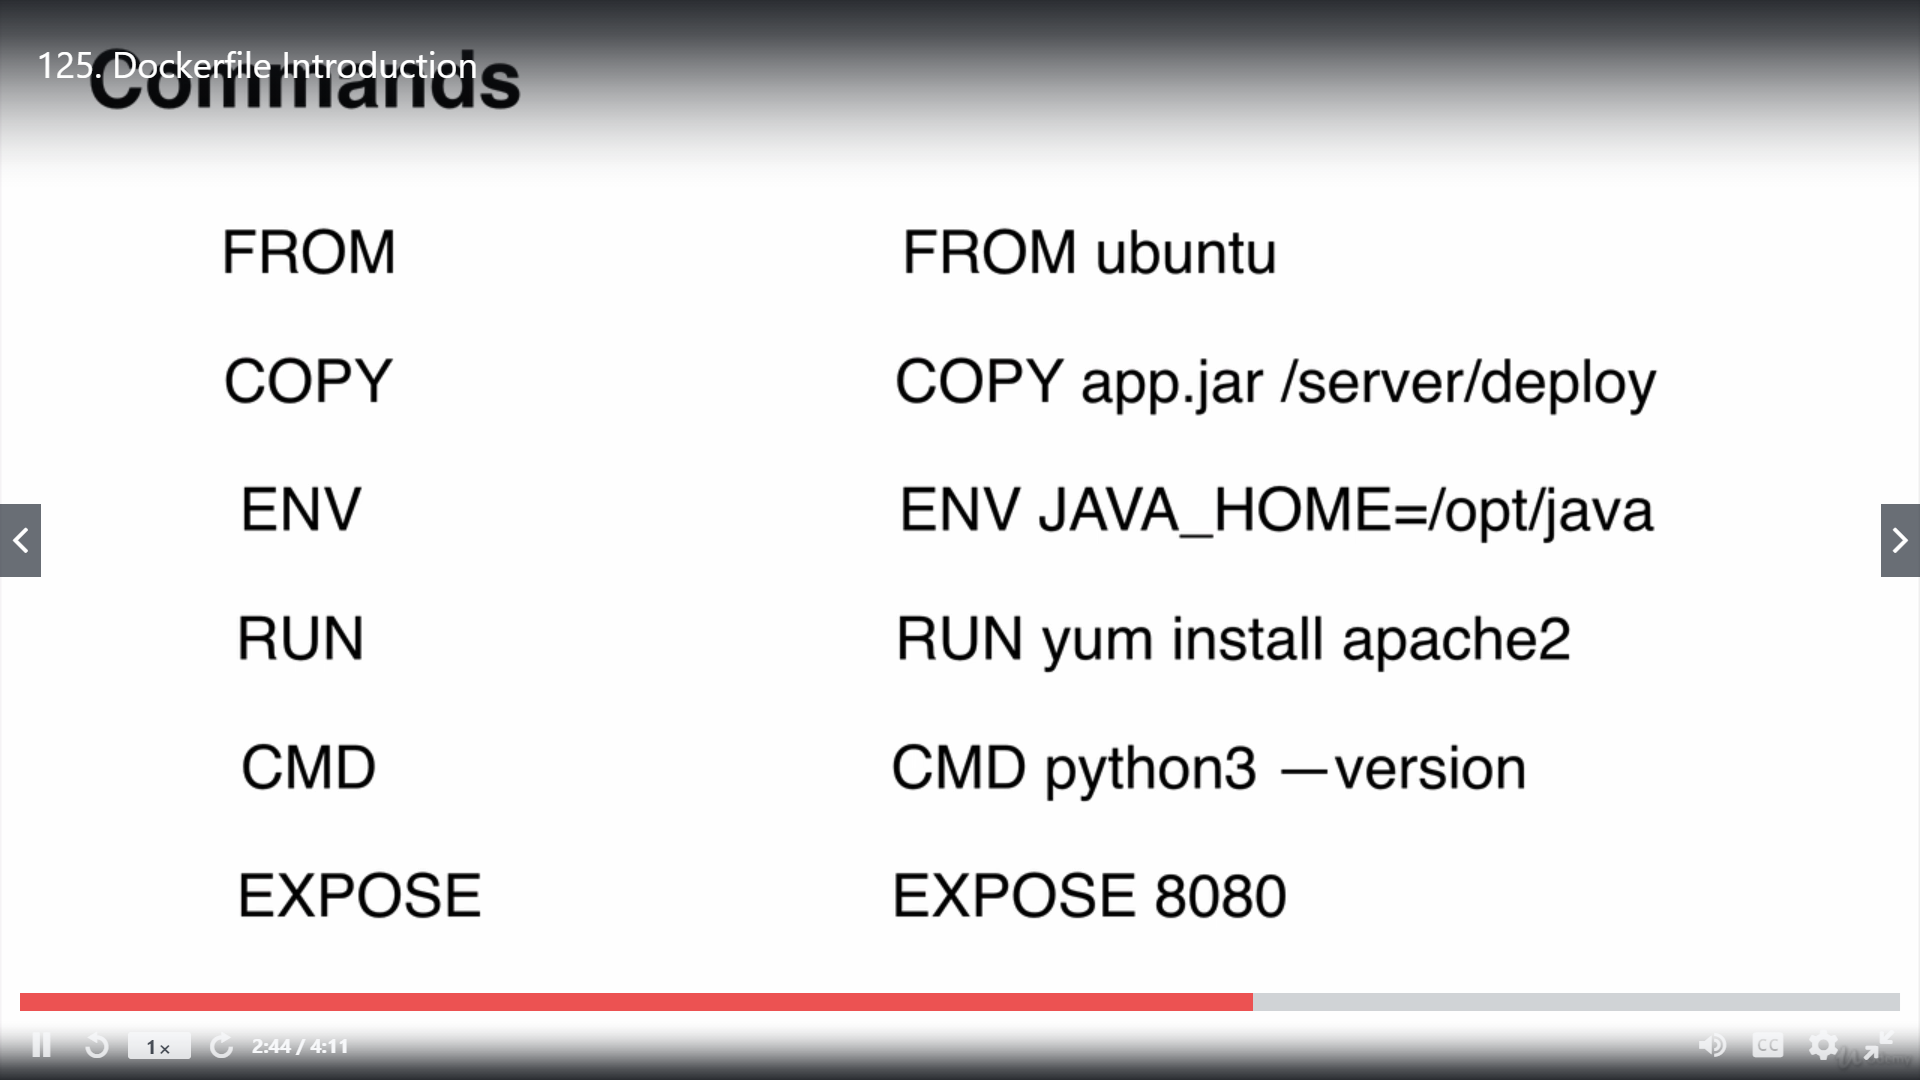 125. Dockerfile Introduction
Commands
FROM
FROM ubuntu
COPY
COPY app.jar /server/deploy
ENV
ENV JAVA_HOME=/opt/java
RUN
RUN yum install apache2
CMD
CMD python3 —version
EXPOSE
EXPOSE 8080
1×
2:44 / 4:11
CC